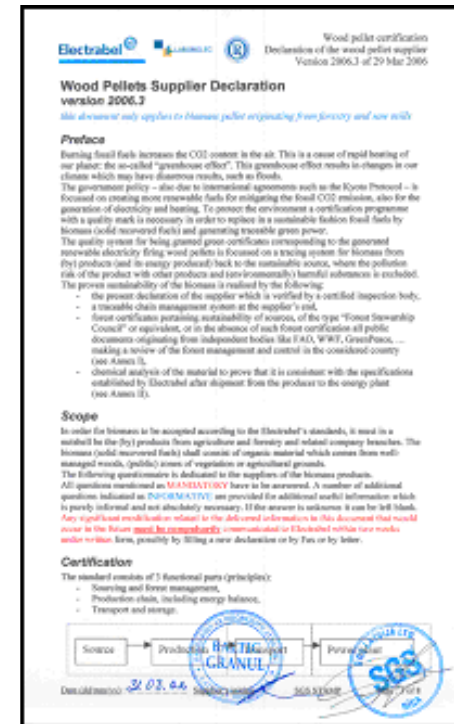 Wood pellet certification
Electrabel LABORELEC Declaration of the wood pellet supplier
Version 2006.3 of 29 Mar 2006
Wood Pellets Supplier Declaration
version 2006.3
this document only applies to biomass pellet originating from forestry and saw mills
Preface
Burning fossil fuels increases the CO2 content in the air. This is a cause of rapid heating of
our planet: the so-called "greenhouse effect". This greenhouse effect results in changes in our
climate which may have disastrous results, such as floods.
The government policy – also due to international agreements such as the Kyoto Protocol – is
focused on creating more renewable fuels for mitigating the fossil CO2 emission, also for the
generation of electricity and heating. To protect the environment a certification programme
with a quality mark is necessary in order to replace in a sustainable fashion fossil fuels by
biomass (solid recovered fuels) and generating traceable green power.
The quality system for being granted green certificates corresponding to the generated
renewable electricity firing wood pellets is focused on a tracing system for biomass from
(by) products (and its energy produced) back to the sustainable source, where the pollution
risk of the product with other products and (environmentally) harmful substances is excluded.
The proven sustainability of the biomass is realised by the following:
- the present declaration of the supplier which is verified by a certified inspection body,
- a traceable chain management system at the supplier's end,
- forest certificates pertaining sustainability of sources, of the type "Forest Stewardship
Council" or equivalent, or in the absence of such forest certification all public
documents originating from independent bodies like FAO, WWF, GreenPeace, ...
making a review of the forest management and control in the considered country
(see Annex I),
- chemical analysis of the material to prove that it is consistent with the specifications
established by Electrabel after shipment from the producer to the energy plant
(see Annex II).
Scope
In order for biomass to be accepted according to the Electrabel's standards, it must in a
nutshell be the (by) products from agriculture and forestry and related company branches. The
biomass (solid recovered fuels) shall consist of organic material which comes from well-
managed woods, (public) zones of vegetation or agricultural grounds.
The following questionnaire is dedicated to the suppliers of the biomass products.
All questions mentioned as MANDATORY have to be answered. A number of additional
questions indicated as INFORMATIVE are provided for additional useful information which
is purely informal and not absolutely necessary. If the answer is unknown it can be left blank.
Any significant modification related to the delivered information in this document that would
occur in the future must be compulsorily communicated to Electrabel within two weeks
under written form, possibly by filling a new declaration or by Fax or by letter.
Certification
The standard consists of 3 functional parts (principles):
- Sourcing and forest management,
- Production chain, including energy balance,
- Transport and storage.
Source Production Transport Power plant
BALTIC
GRANUL
SGS